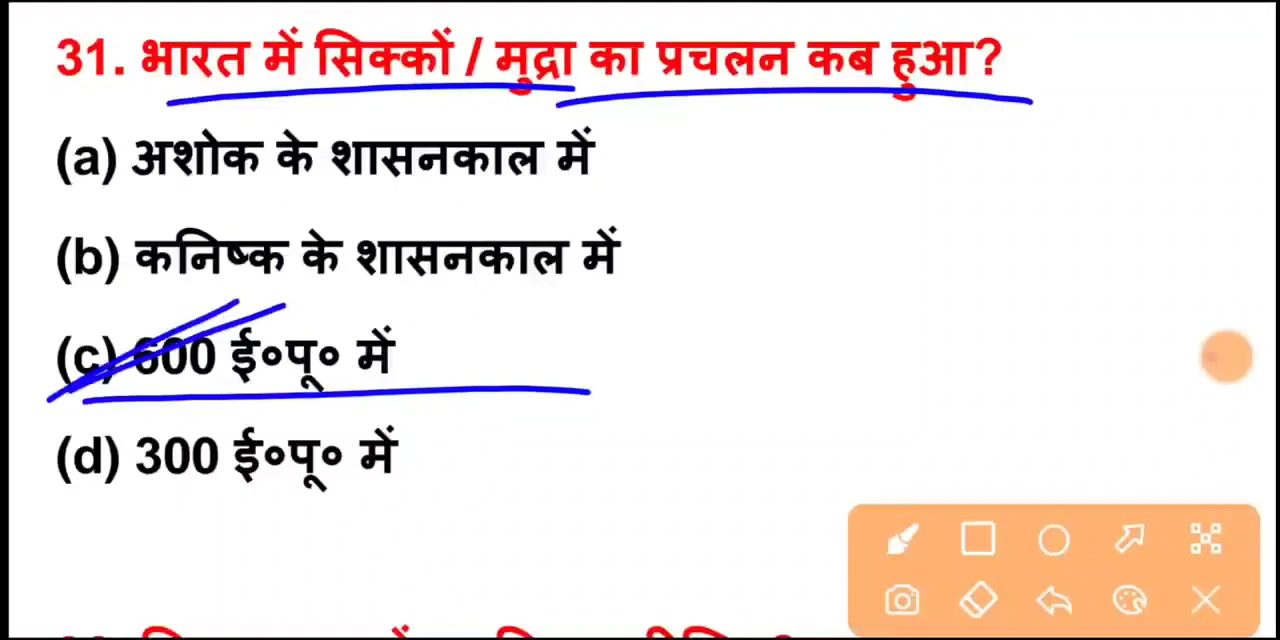 31. भारत में सिक्कों / मुद्रा का प्रचलन कब हुआ?
(a) अशोक के शासनकाल में
(b) कनिष्क के शासनकाल में
(c) 600 ई॰पू॰ में
(d) 300 ई॰पू॰ में